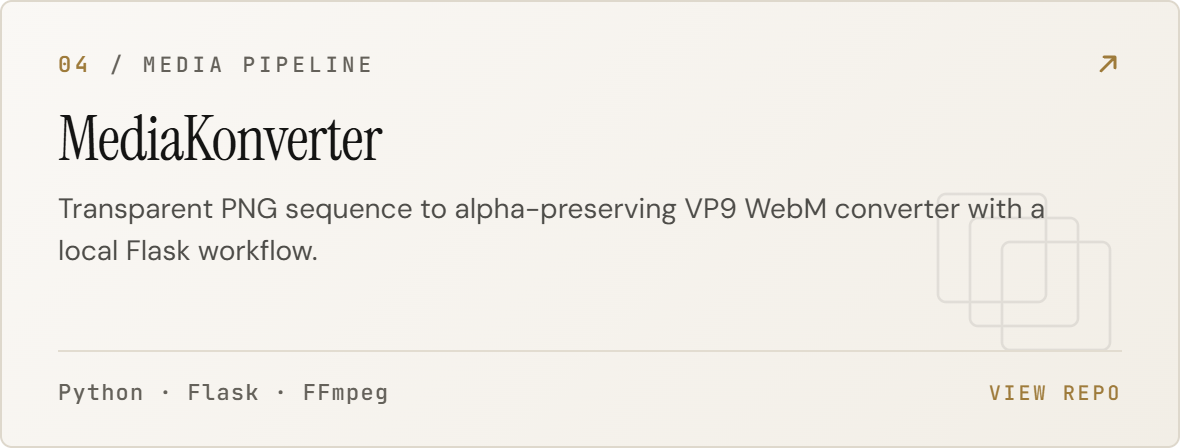 04 / MEDIA PIPELINE
MediaKonverter
Transparent PNG sequence to alpha-preserving VP9 WebM converter with a
local Flask workflow.
Python · Flask · FFmpeg
VIEW REPO